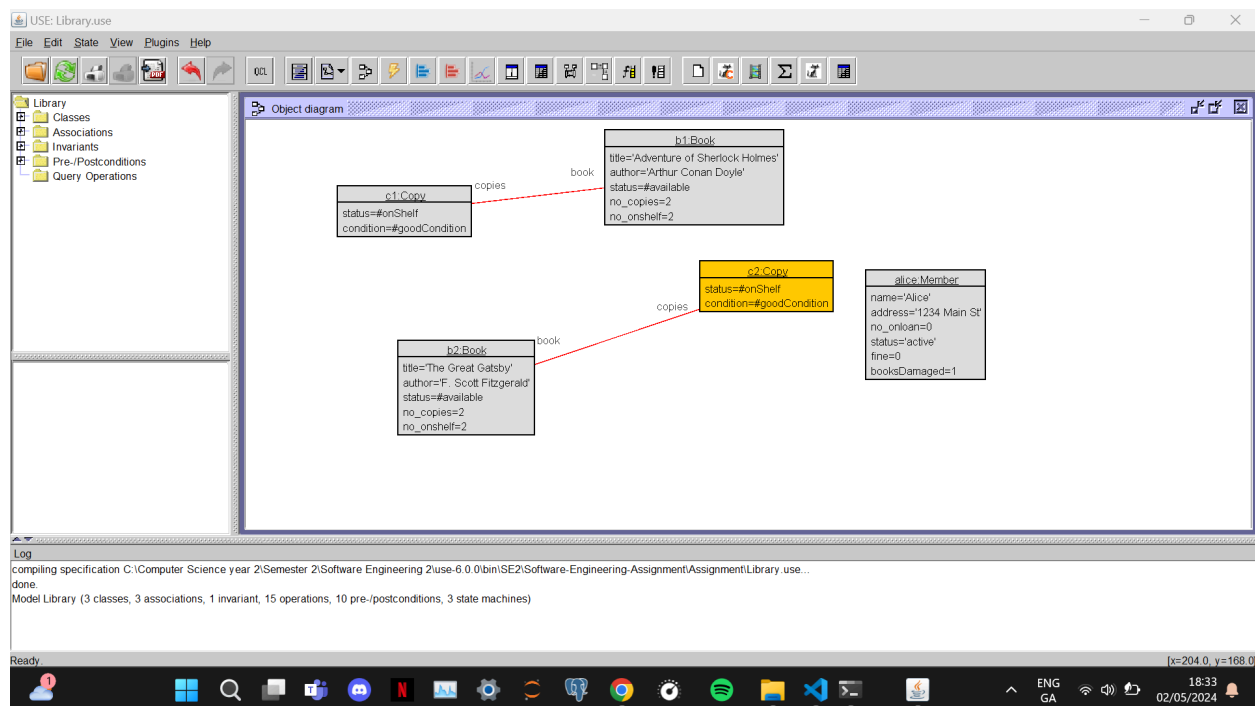 USE: Library.use
File Edit State View Plugins Help
OCL
Library
Classes
Associations
Invariants
Pre-/Postconditions
Query Operations
Object diagram
b1:Book
title='Adventure of Sherlock Holmes'
author='Arthur Conan Doyle'
status=#available
no_copies=2
no_onshelf=2
book
copies
c1:Copy
status=#onShelf
condition=#goodCondition
c2:Copy
status=#onShelf
condition=#goodCondition
copies
book
alice:Member
name='Alice'
address='1234 Main St'
no_onloan=0
status='active'
fine=0
booksDamaged=1
b2:Book
title='The Great Gatsby'
author='F. Scott Fitzgerald'
status=#available
no_copies=2
no_onshelf=2
Log
compiling specification C:\Computer Science year 2\Semester 2\Software Engineering 2\use-6.0.0\bin\SE2\Software-Engineering-Assignment\Assignment\Library.use...
done.
Model Library (3 classes, 3 associations, 1 invariant, 15 operations, 10 pre-/postconditions, 3 state machines)
Ready.
[x=204.0, y=168.0
1
ENG
GA
18:33
02/05/2024